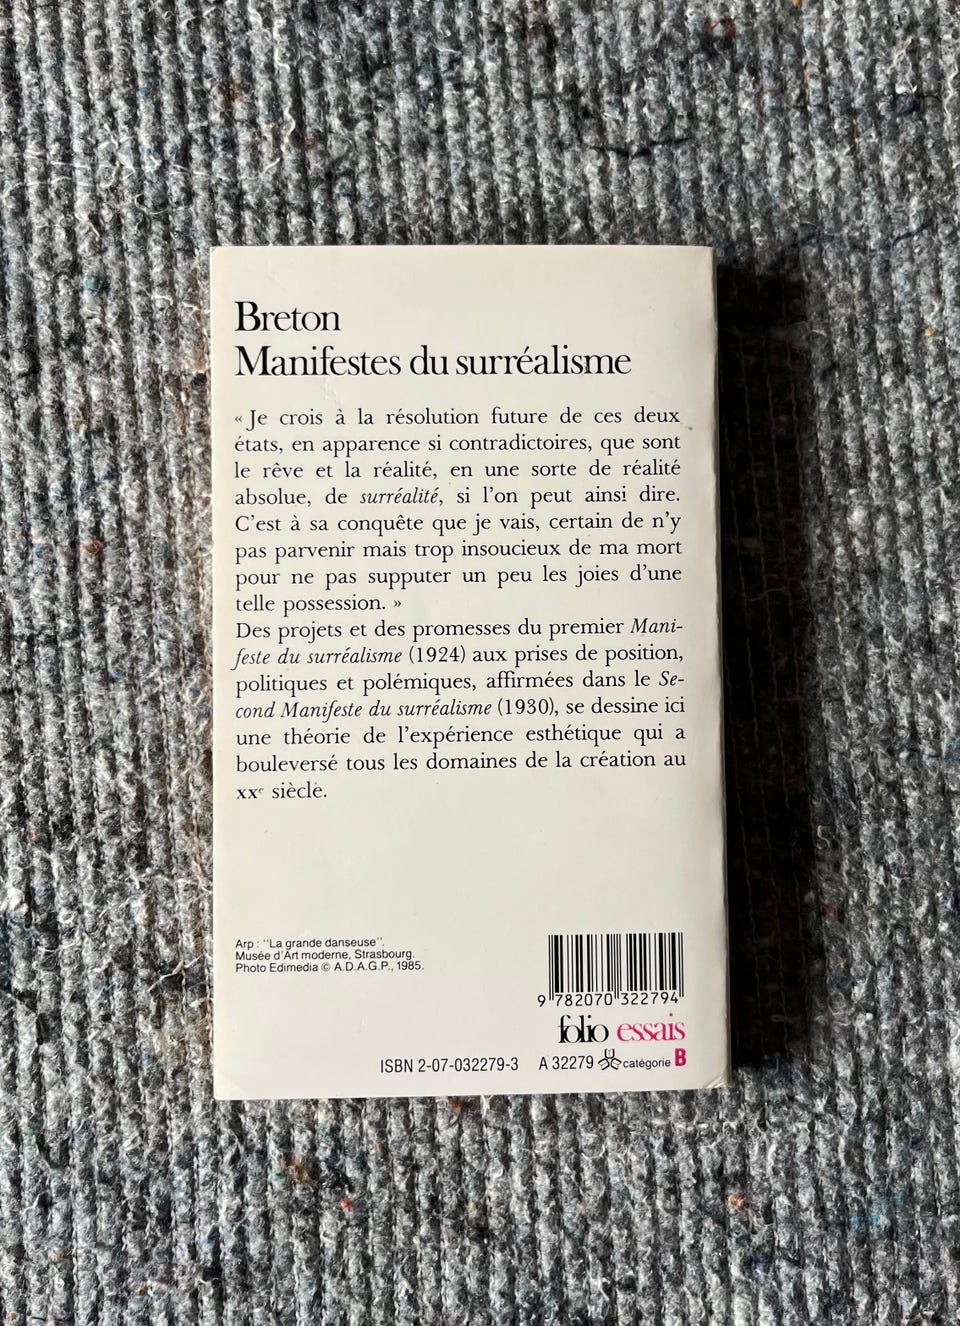 Breton
Manifestes du surréalisme
« Je crois à la résolution future de ces deux
états, en apparence si contradictoires, que sont
le rêve et la réalité, en une sorte de réalité
absolue, de surréalité, si l'on peut ainsi dire.
C'est à sa conquête que je vais, certain de n'y
pas parvenir mais trop insoucieux de ma mort
pour ne pas supputer un peu les joies d'une
telle possession. »
Des projets et des promesses du premier Mani-
feste du surréalisme (1924) aux prises de position,
politiques et polémiques, affirmées dans le Se-
cond Manifeste du surréalisme (1930), se dessine ici
une théorie de l'expérience esthétique qui a
bouleversé tous les domaines de la création au
XXe siècle.
Arp : "La grande danseuse".
Musée d'Art moderne, Strasbourg.
Photo Edimedia © A.D.A.G.P., 1985.
9 782070 322794
folio essais
ISBN 2-07-032279-3 A 32279 catégorie B